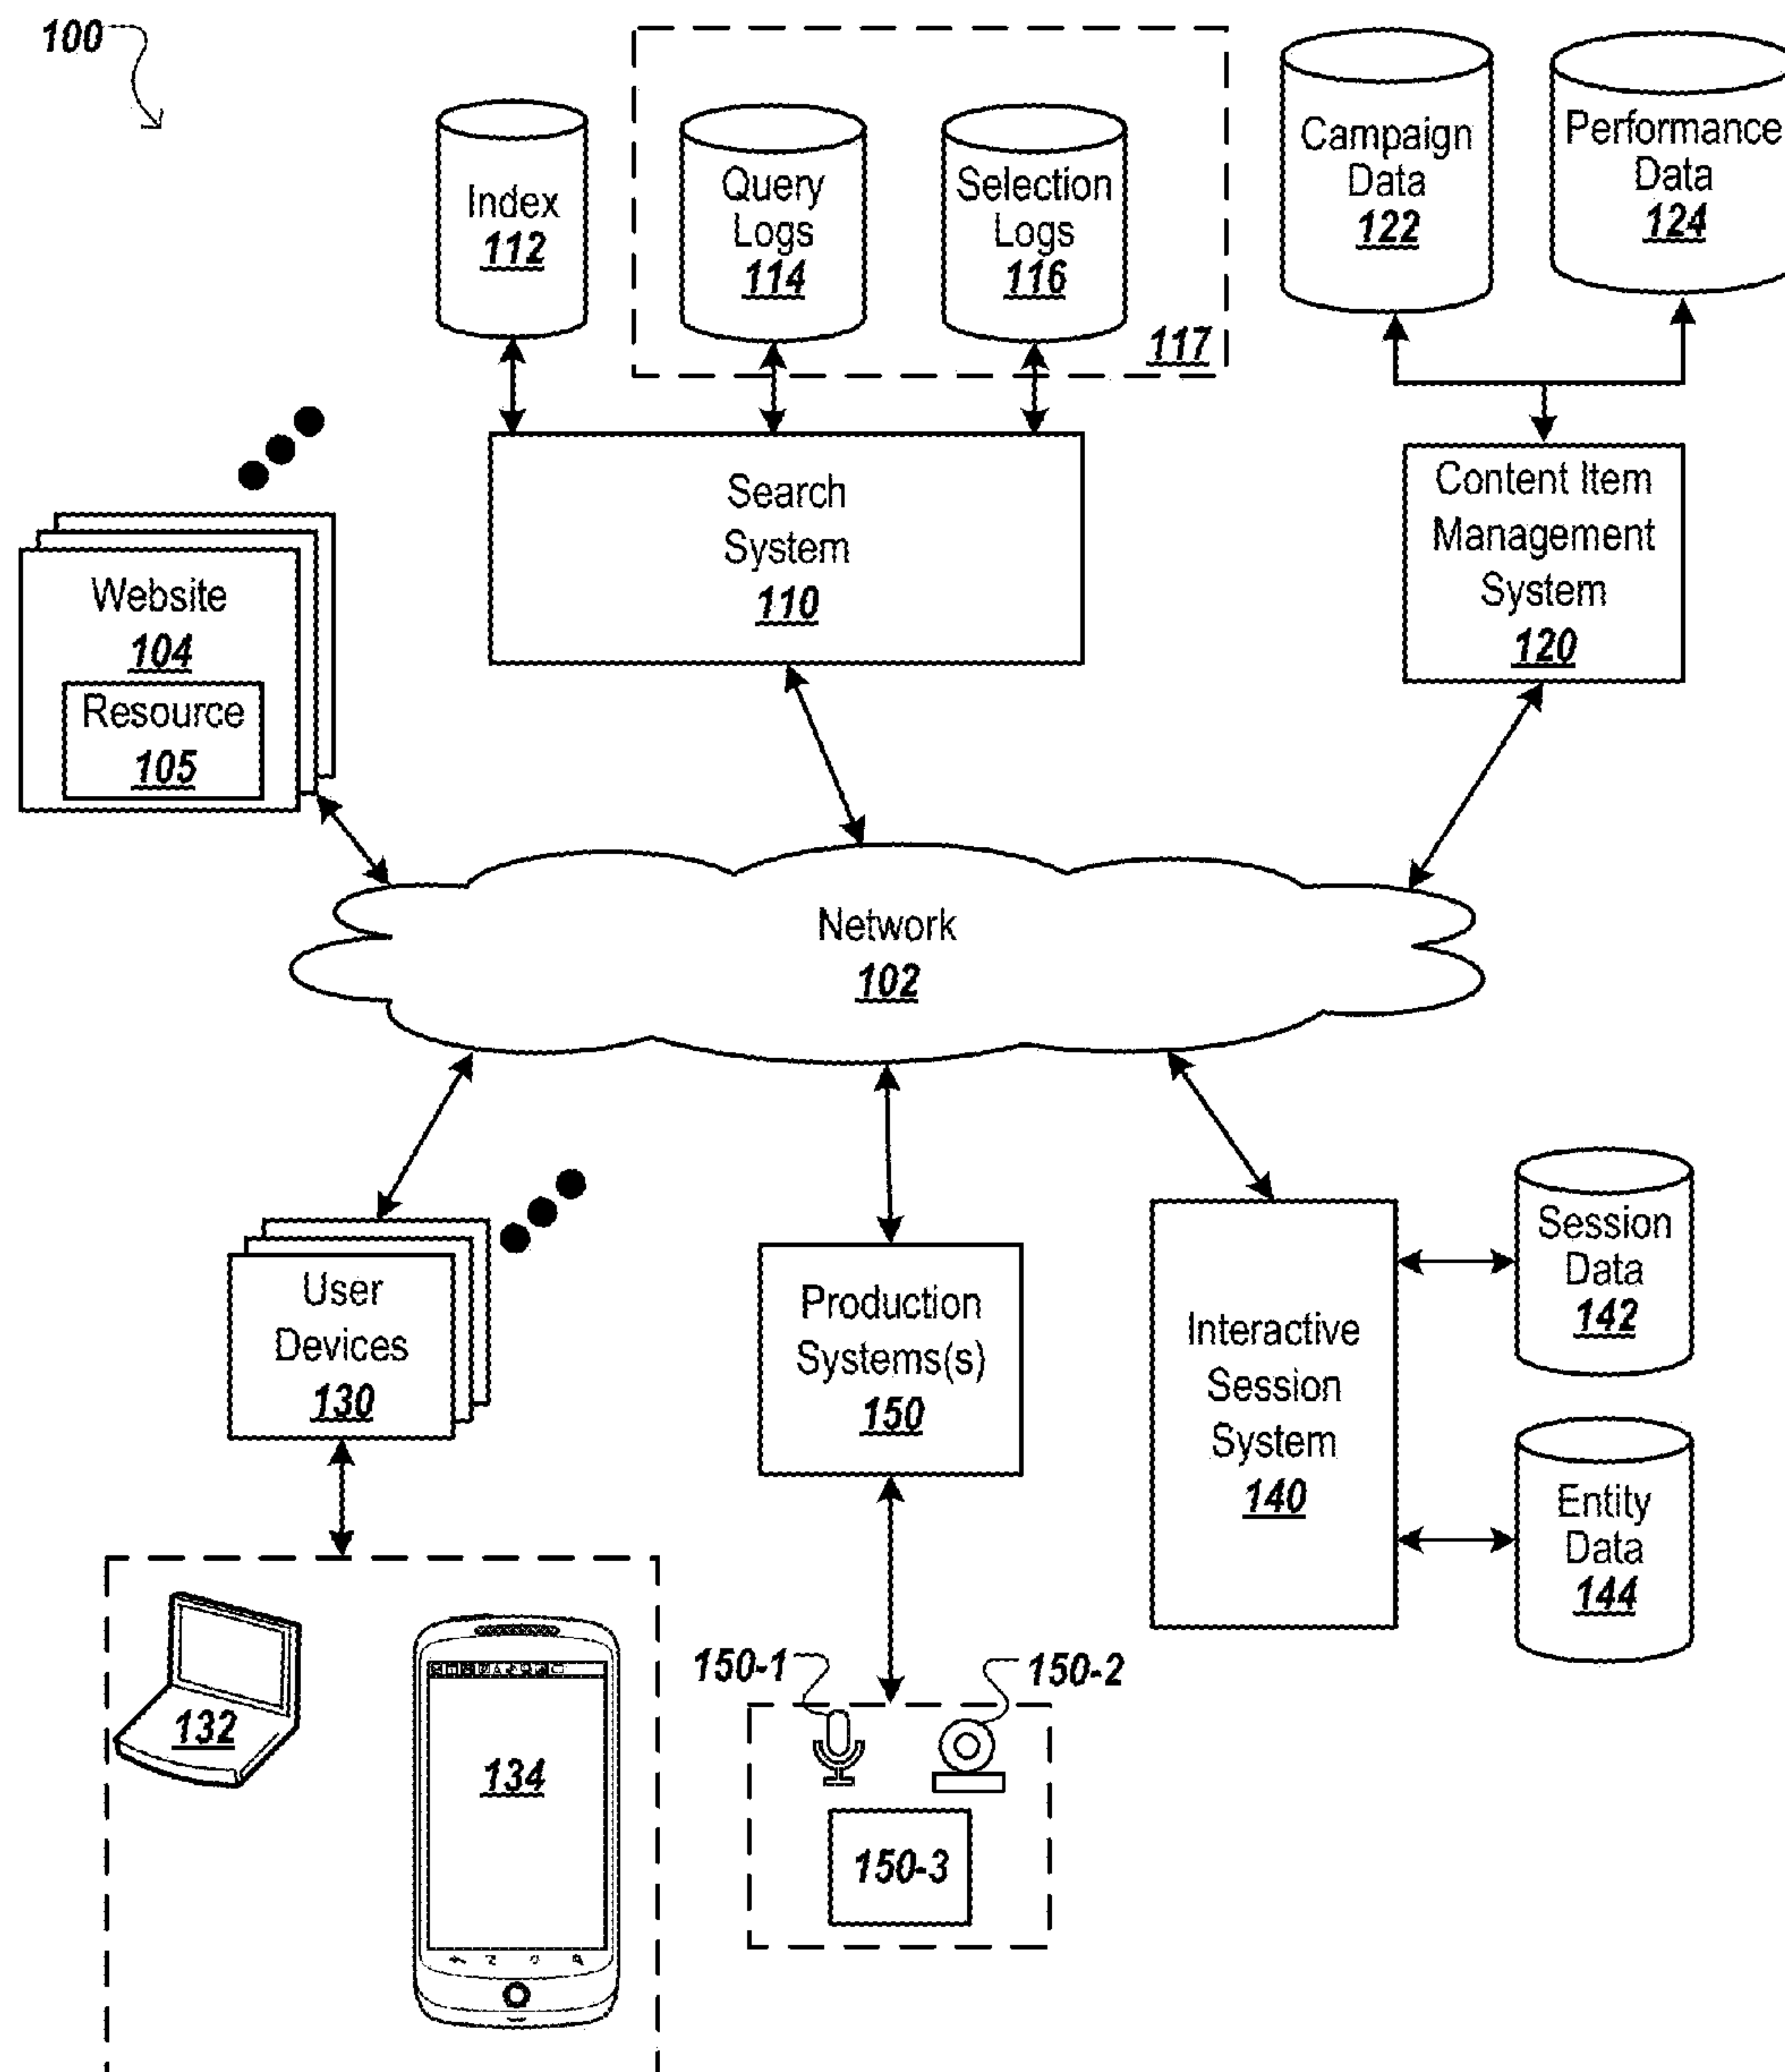 100
Index
112
Query
Logs
114
Selection
Logs
116
117
Campaign
Data
122
Performance
Data
124
Search
System
110
Content Item
Management
System
120
Website
104
Resource
105
Network
102
User
Devices
130
Production
Systems(s)
150
Interactive
Session
System
140
Session
Data
142
Entity
Data
144
132
134
150-1
150-2
150-3